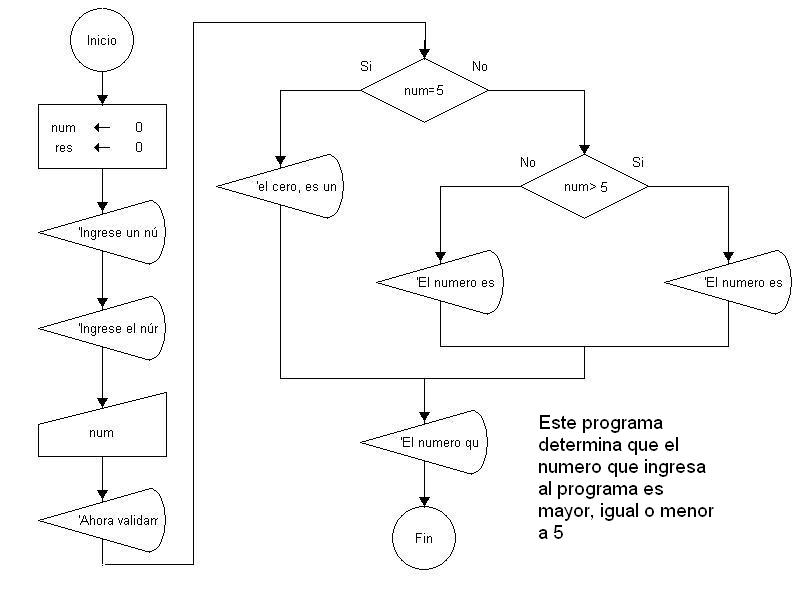 Inicio
num ← 0
res ← 0
'Ingrese un nú
'Ingrese el núr
num
'Ahora validam
Si
No
num=5
'el cero, es un
No
Si
num> 5
'El numero es
'El numero es
'El numero qu
Fin
Este programa
determina que el
numero que ingresa
al programa es
mayor, igual o menor
a 5